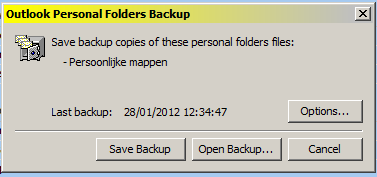 Outlook Personal Folders Backup
Save backup copies of these personal folders files:
- Persoonlijke mappen
Last backup: 28/01/2012 12:34:47
Options...
Save Backup
Open Backup...
Cancel